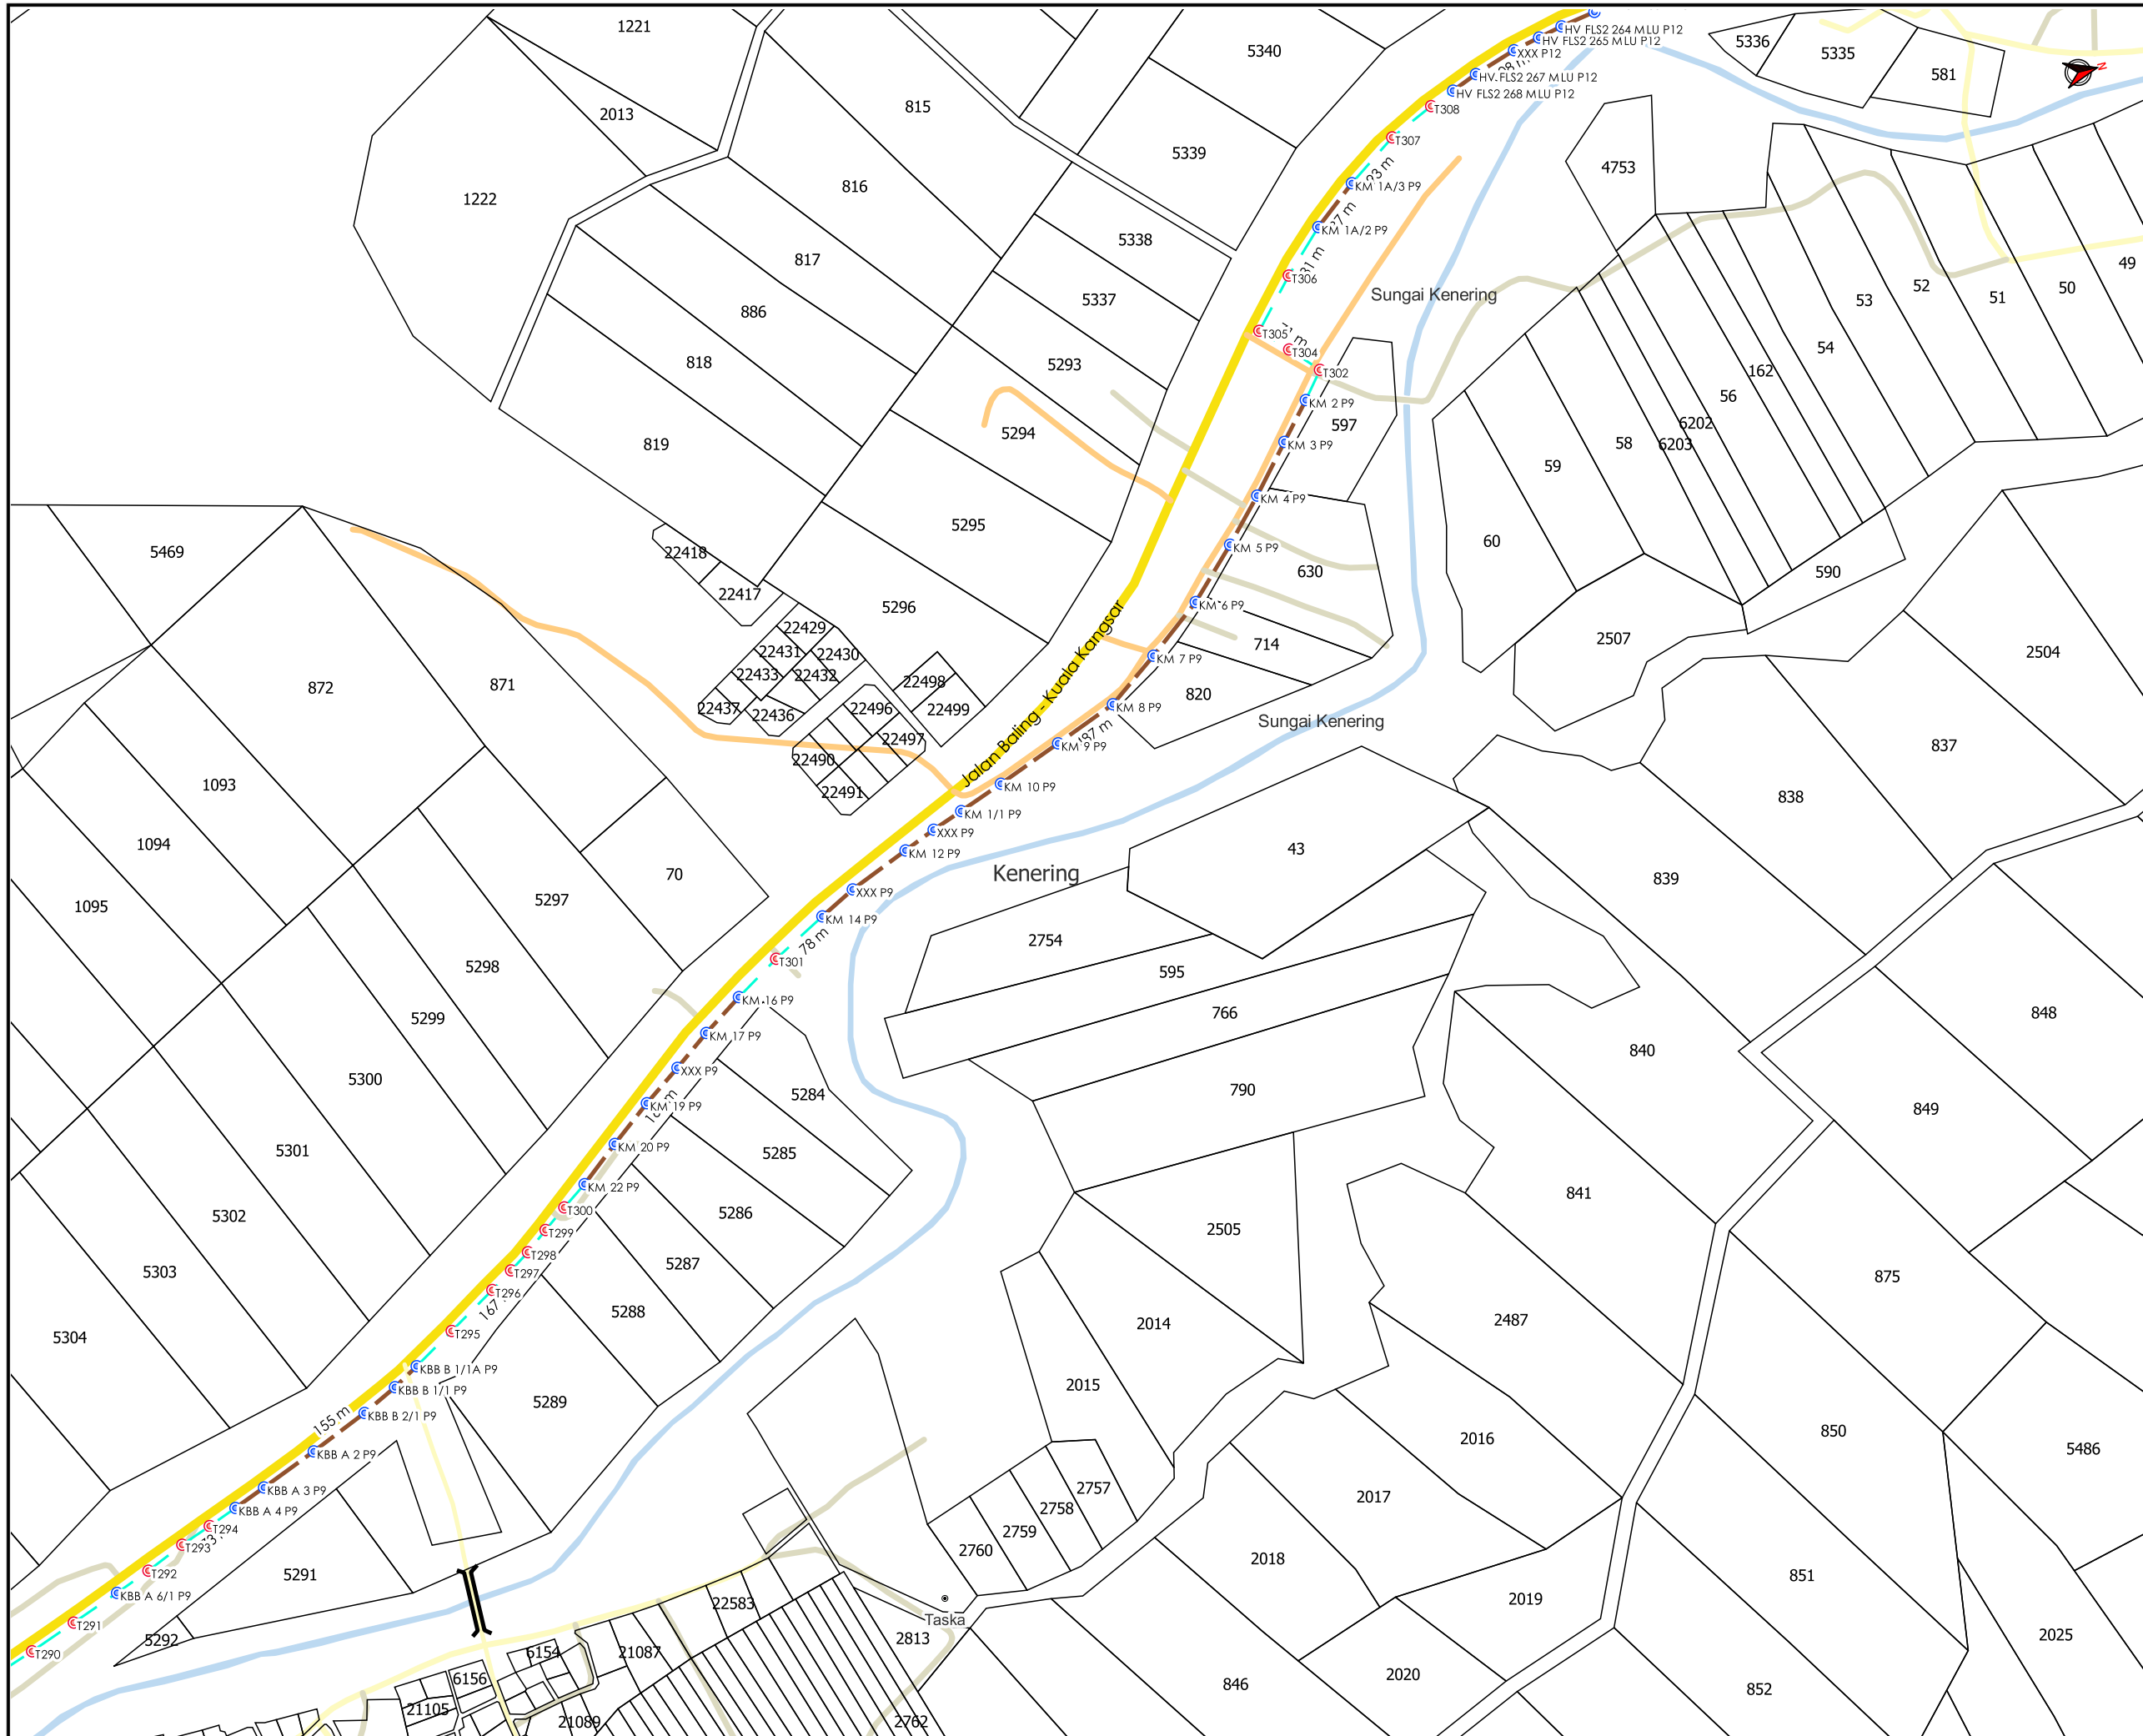 1221
5340
HV FLS2 264 MLU P12
HV FLS2 265 MLU P12
XXX P12
HV FLS2 267 MLU P12
HV FLS2 268 MLU P12
5336
5335
581
N
2013
815
T308
T307
5339
4753
1222
816
KM 1A/3 P9
KM 1A/2 P9
5338
817
T306
Sungai Kenering
5337
886
53
52
51
50
49
T305
T304
T302
54
818
5293
162
56
KM 2 P9
597
6202
6203
58
59
819
5294
KM 3 P9
KM 4 P9
5469
22418
5295
KM 5 P9
60
630
590
22417
5296
KM 6 P9
22429
22431
22430
22433
22432
22437
22436
22498
22499
22496
22497
22490
22491
714
2507
2504
872
871
KM 7 P9
820
KM 8 P9
Sungai Kenering
Jalan Baling - Kuala Kangsar
KM 9 P9
KM 10 P9
837
838
1093
KM 1/1 P9
XXX P9
KM 12 P9
1094
43
70
Kenering
839
1095
5297
XXX P9
KM 14 P9
78 m
2754
T301
5298
595
KM 16 P9
766
848
5299
KM 17 P9
840
XXX P9
5300
KM 19 P9
5284
790
849
KM 20 P9
5301
5285
KM 22 P9
841
5302
T300
5286
2505
T299
T298
5303
T297
5287
875
T296
167
5288
5304
T295
2014
2487
KBB B 1/1A P9
KBB B 1/1 P9
2015
5289
KBB B 2/1 P9
155 m
KBB A 2 P9
2016
850
5486
KBB A 3 P9
KBB A 4 P9
2757
2758
2759
2760
2017
T294
T293
T292
2018
5291
KBB A 6/1 P9
851
2019
22583
T291
Taska
5292
2813
2025
T290
6154
21087
6156
2020
846
852
21105
21089
2762